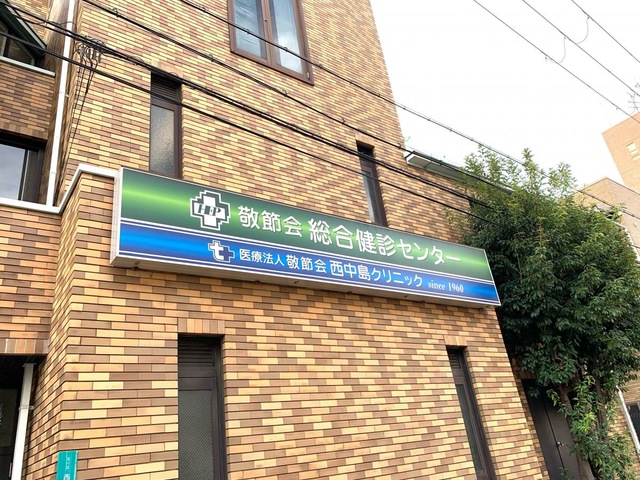 敬節会 総合健診センター
医療法人 敬節会 西中島クリニック since 1960
西